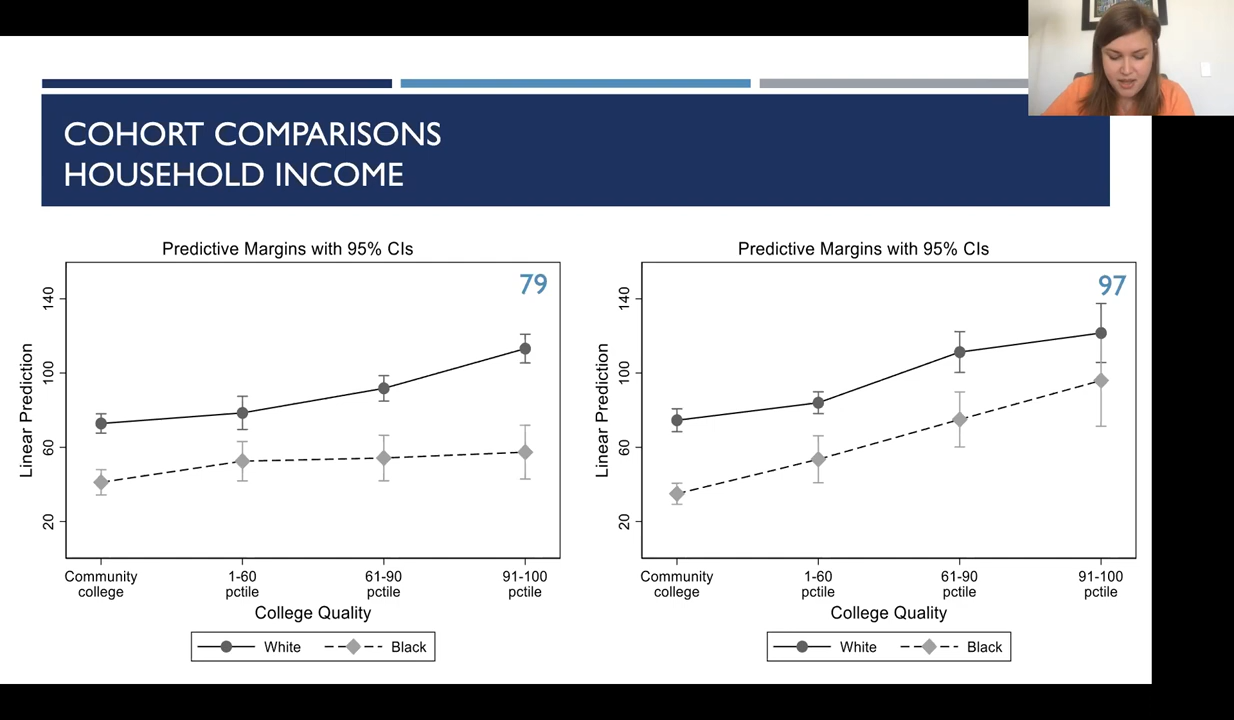 COHORT COMPARISONS
HOUSEHOLD INCOME
Predictive Margins with 95% CIs
79
140
100
60
20
Linear Prediction
Community college
1-60 pctile
61-90 pctile
91-100 pctile
College Quality
White
Black
Predictive Margins with 95% CIs
97
140
100
60
20
Linear Prediction
Community college
1-60 pctile
61-90 pctile
91-100 pctile
College Quality
White
Black